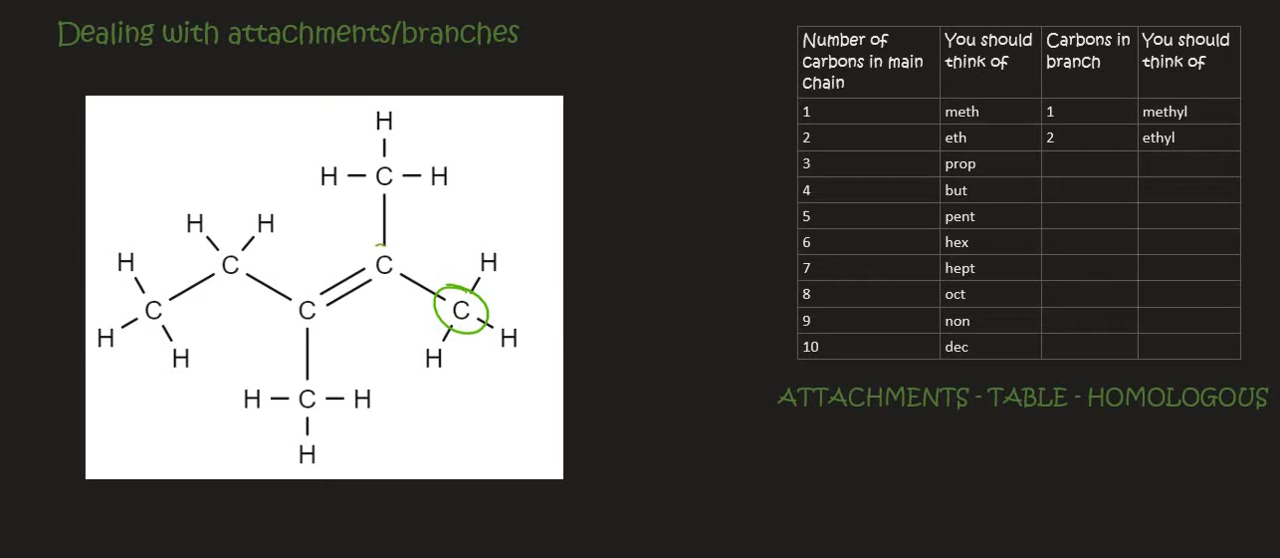 Dealing with attachments/branches
H
H – C – H
H H
H C C H
C C C
H H H H
H – C – H
H
Number of carbons in main chain You should think of Carbons in branch You should think of
1 meth 1 methyl
2 eth 2 ethyl
3 prop
4 but
5 pent
6 hex
7 hept
8 oct
9 non
10 dec
ATTACHMENTS - TABLE - HOMOLOGOUS